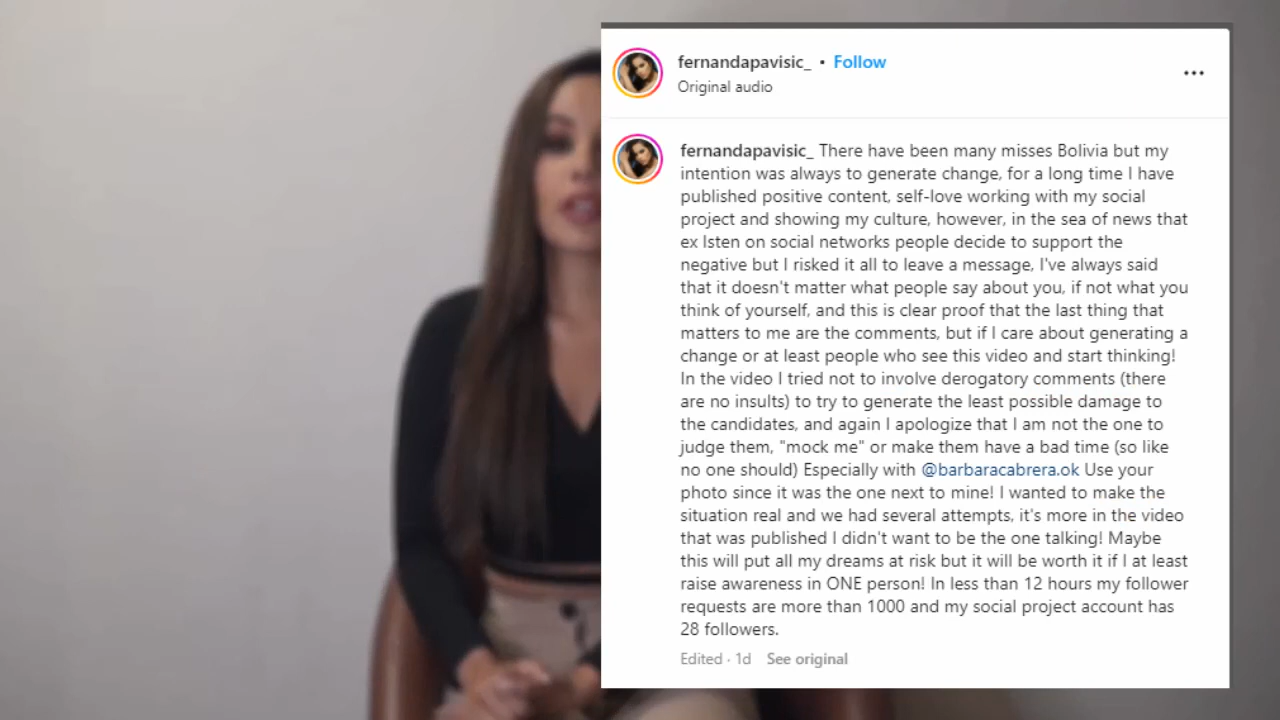 fernandapavisic_ • Follow
Original audio
fernandapavisic_ There have been many misses Bolivia but my
intention was always to generate change, for a long time I have
published positive content, self-love working with my social
project and showing my culture, however, in the sea of news that
ex Isten on social networks people decide to support the
negative but I risked it all to leave a message, I've always said
that it doesn't matter what people say about you, if not what you
think of yourself, and this is clear proof that the last thing that
matters to me are the comments, but if I care about generating a
change or at least people who see this video and start thinking!
In the video I tried not to involve derogatory comments (there
are no insults) to try to generate the least possible damage to
the candidates, and again I apologize that I am not the one to
judge them, "mock me" or make them have a bad time (so like
no one should) Especially with @barbaracabrera.ok Use your
photo since it was the one next to mine! I wanted to make the
situation real and we had several attempts, it's more in the video
that was published I didn't want to be the one talking! Maybe
this will put all my dreams at risk but it will be worth it if I at least
raise awareness in ONE person! In less than 12 hours my follower
requests are more than 1000 and my social project account has
28 followers.
Edited · 1d See original